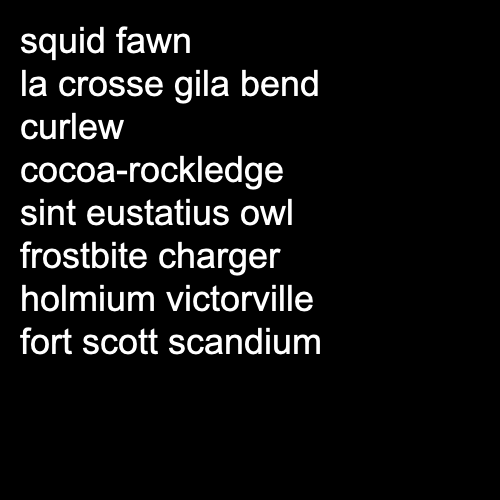 squid fawn
la crosse gila bend
curlew
cocoa-rockledge
sint eustatius owl
frostbite charger
holmium victorville
fort scott scandium